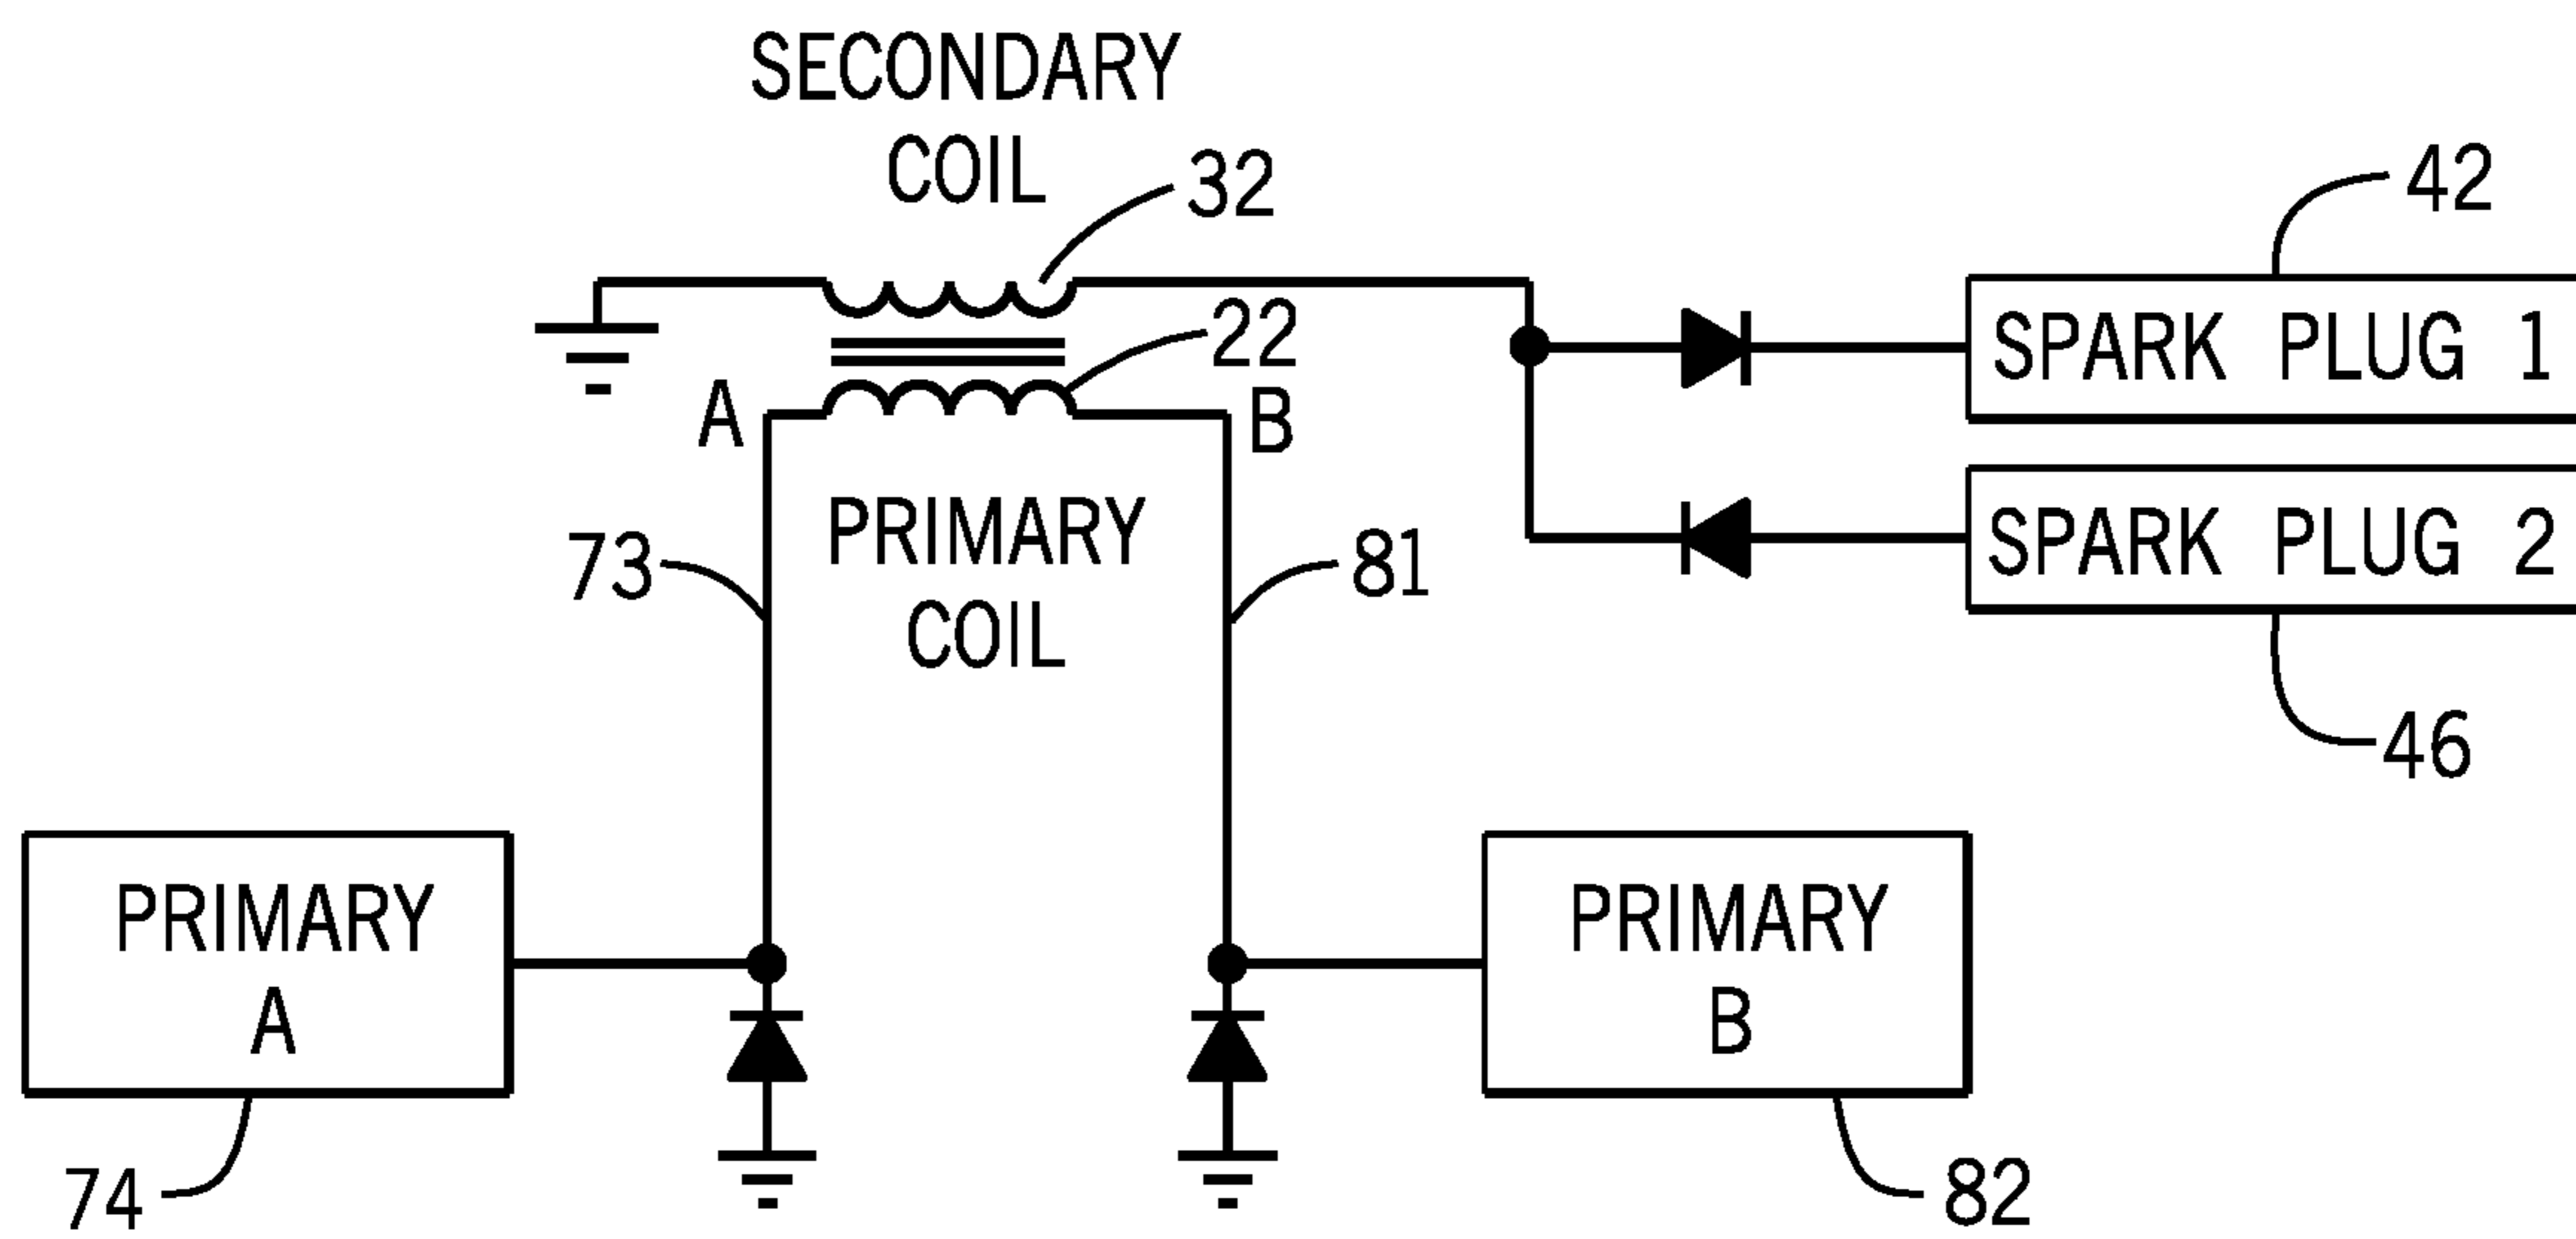 SECONDARY
COIL
32
42
22
SPARK PLUG 1
A
B
PRIMARY
COIL
73
81
SPARK PLUG 2
46
PRIMARY
A
PRIMARY
B
74
82